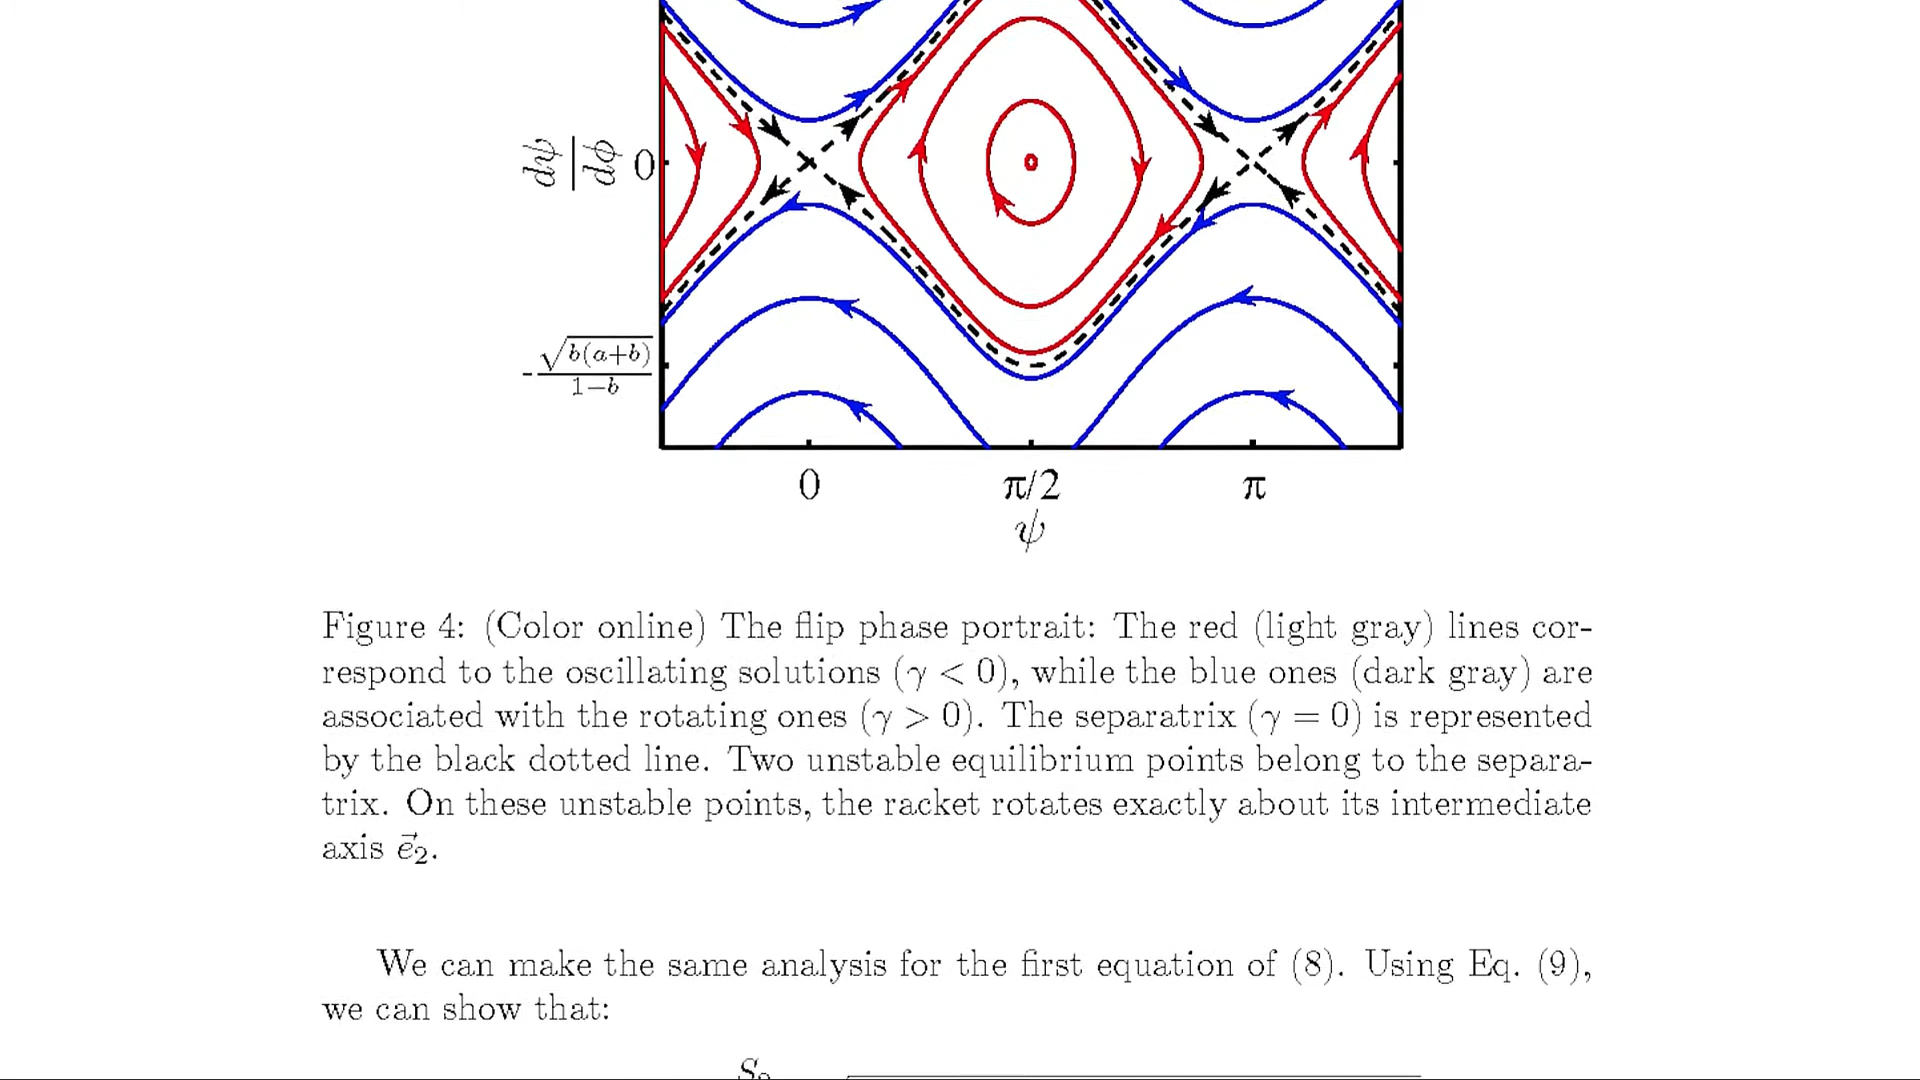 dψ/dφ 0
-√b(a+b)/1−b
0 π/2 π
ψ
Figure 4: (Color online) The flip phase portrait: The red (light gray) lines cor-
respond to the oscillating solutions (γ < 0), while the blue ones (dark gray) are
associated with the rotating ones (γ > 0). The separatrix (γ = 0) is represented
by the black dotted line. Two unstable equilibrium points belong to the separa-
trix. On these unstable points, the racket rotates exactly about its intermediate
axis e⃗₂.
We can make the same analysis for the first equation of (8). Using Eq. (9),
we can show that: